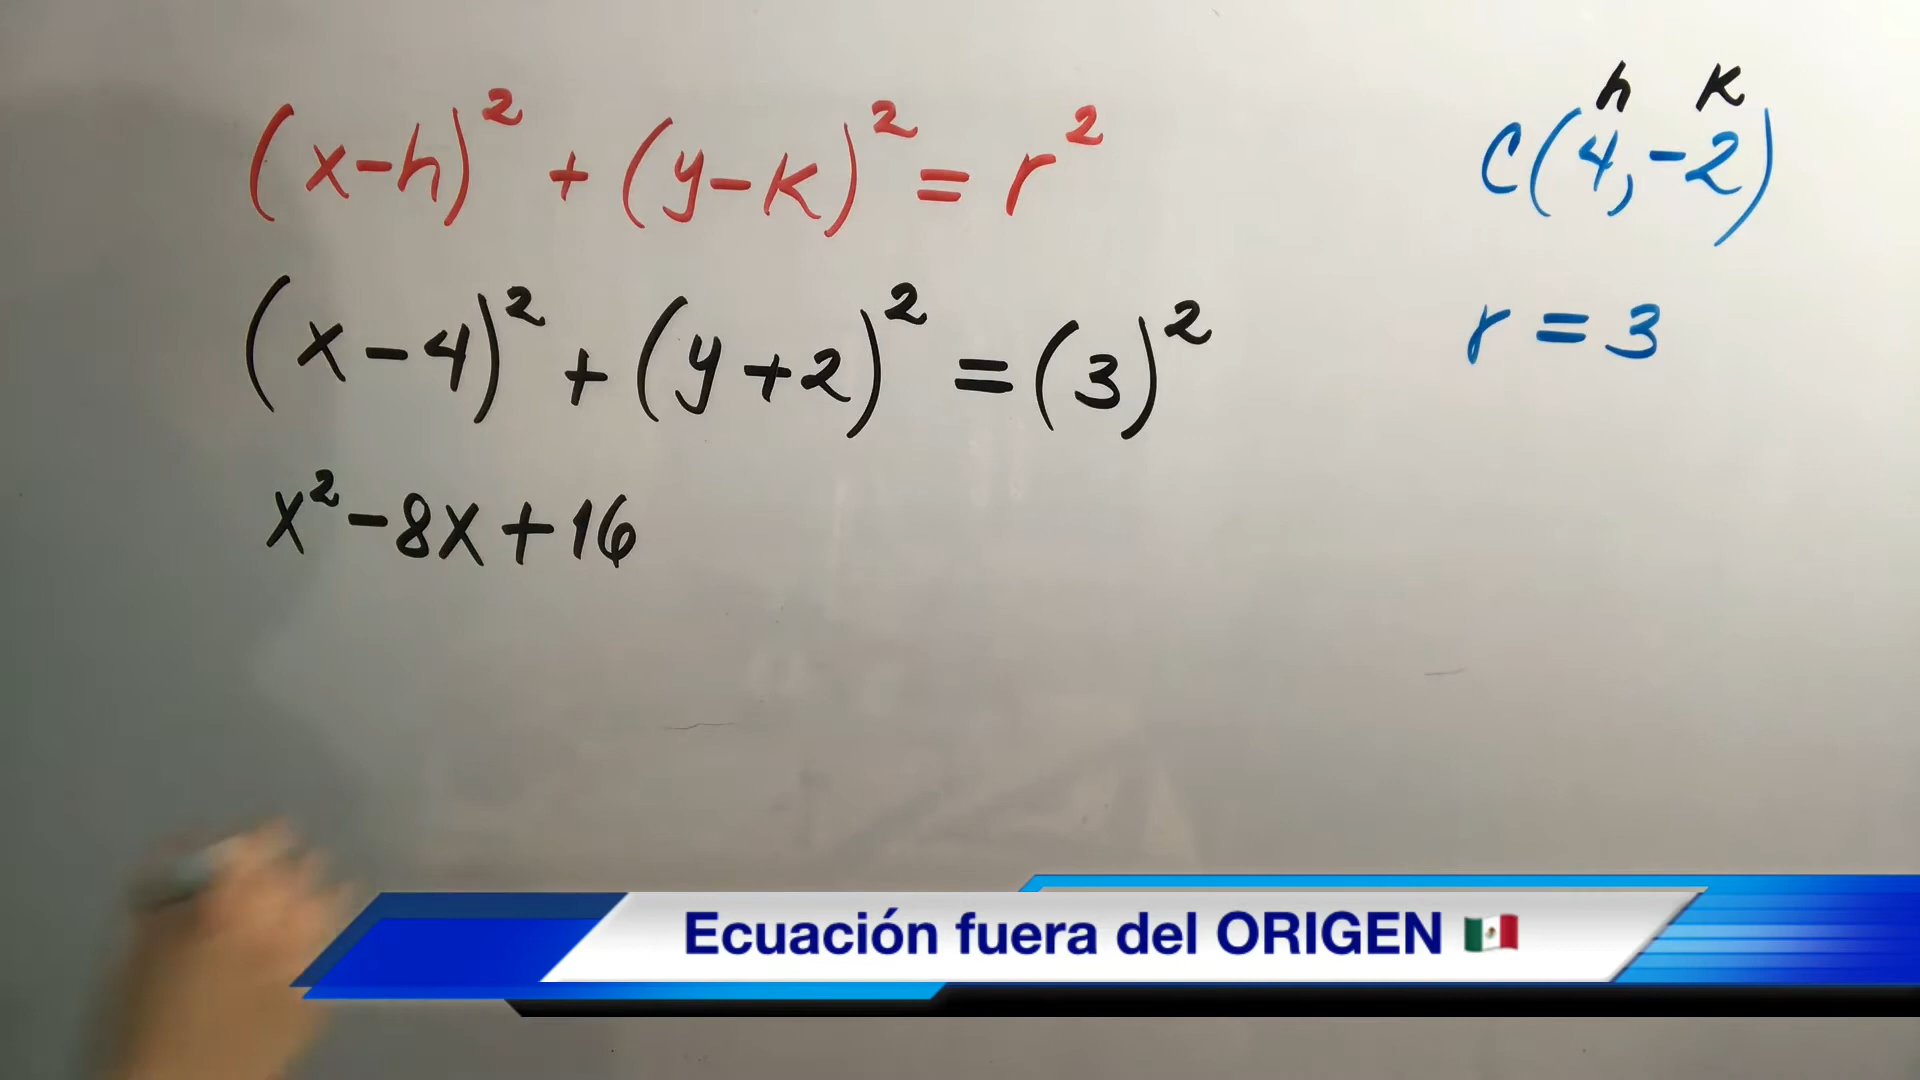 (x-h)² + (y-k)² = r²
h k
C(4,-2)
(x-4)² + (y+2)² = (3)²
r = 3
x²-8x+16
Ecuación fuera del ORIGEN 🇲🇽